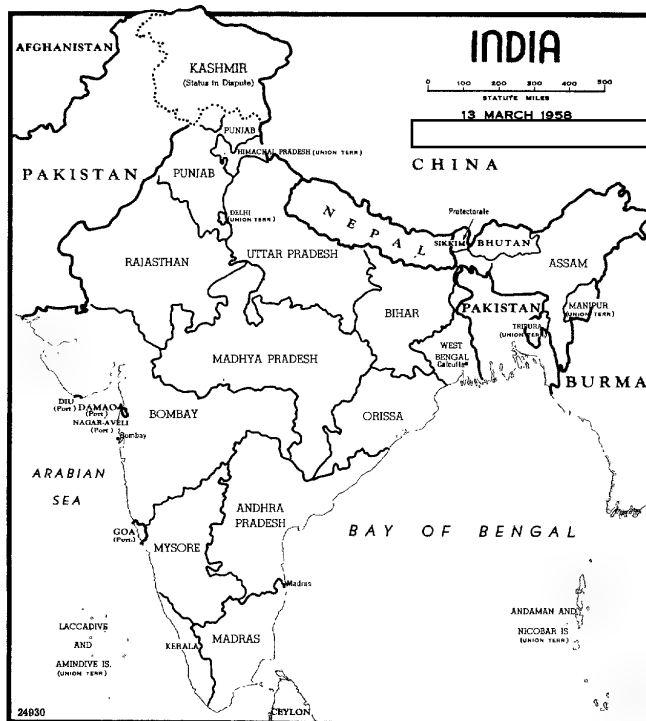 INDIA
0 100 200 300 400 500
STATUTE MILES
13 MARCH 1958
AFGHANISTAN
KASHMIR
(Status in Dispute)
CHINA
PUNJAB
HIMACHAL PRADESH (UNION TERR)
PAKISTAN
PUNJAB
DELHI
(UNION TERR)
NEPAL
Protectorate
SIKKIM
BHUTAN
ASSAM
RAJASTHAN
UTTAR PRADESH
BIHAR
PAKISTAN
MANIPUR
(UNION TERR)
TRIPURA
(UNION TERR)
WEST
BENGAL
Calcutta
MADHYA PRADESH
BURMA
DIU
(Port)
DAMAO
(Port)
NAGAR-AVELI
(Port)
Bombay
BOMBAY
ORISSA
ARABIAN
SEA
ANDHRA
PRADESH
BAY OF BENGAL
GOA
(Port.)
MYSORE
Madras
ANDAMAN AND
NICOBAR IS
(UNION TERR)
LACCADIVE
AND
AMINDIVE IS.
(UNION TERR)
KERALA
MADRAS
CEYLON
24930